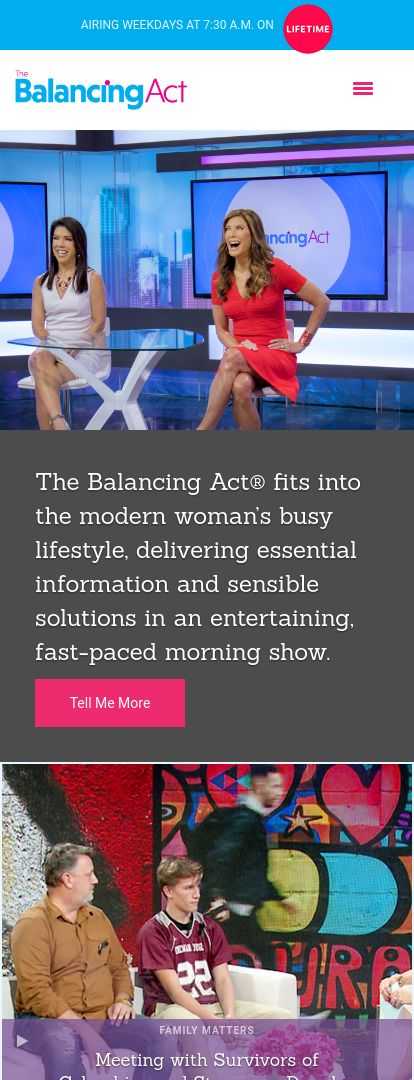 AIRING WEEKDAYS AT 7:30 A.M. ON
LIFETIME
The
BalancingAct
ncingAct
The Balancing Act® fits into
the modern woman's busy
lifestyle, delivering essential
information and sensible
solutions in an entertaining,
fast-paced morning show.
Tell Me More
22
FAMILY MATTERS
Meeting with Survivors of